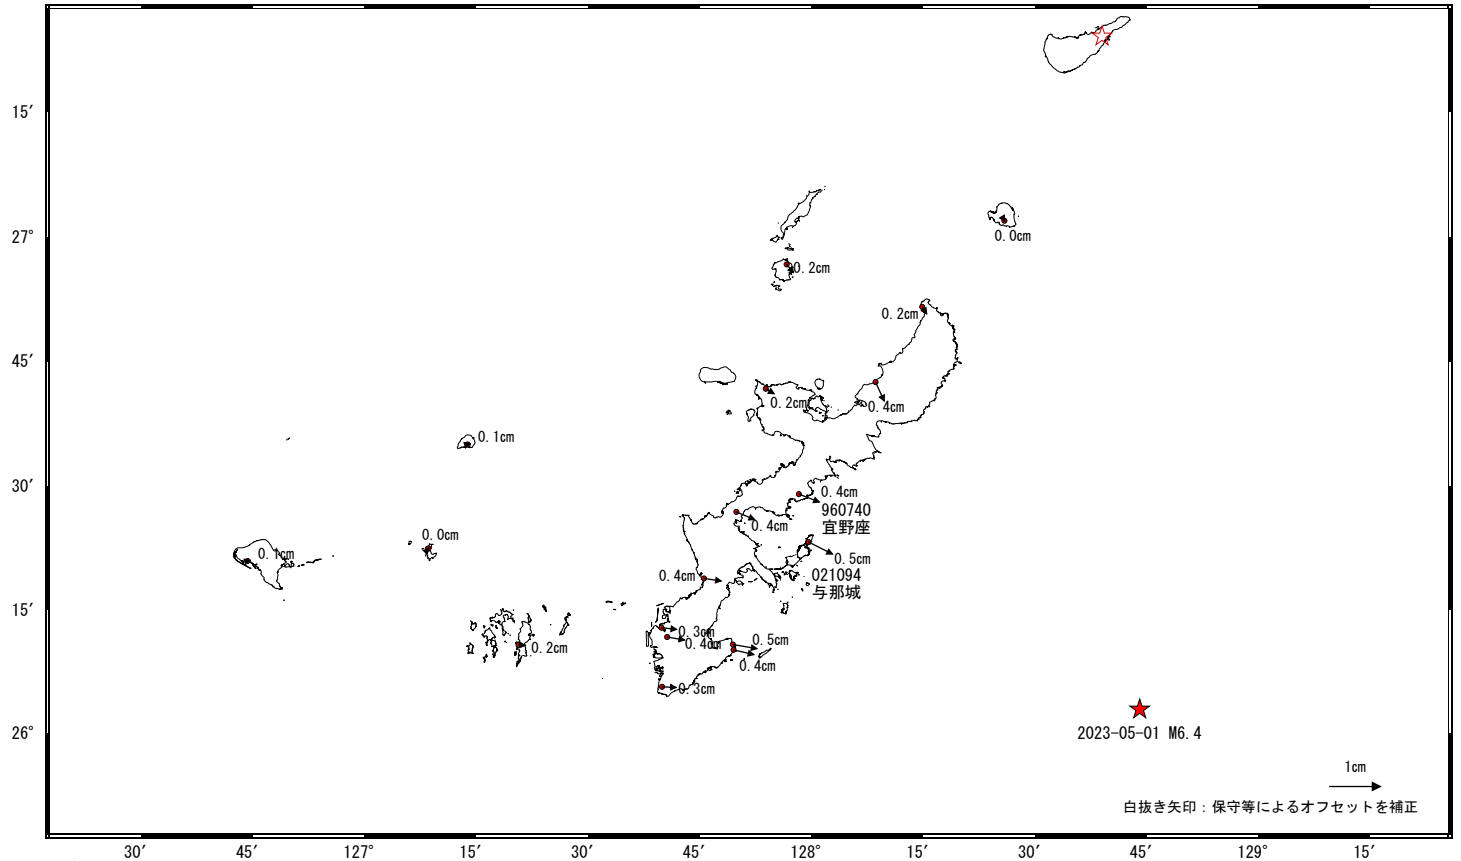 15′
27°
0.0cm
0.2cm
0.2cm
45′
0.2cm
0.4cm
0.1cm
30′
0.4cm
960740
宜野座
0.4cm
0.0cm
0.1cm
0.5cm
021094
与那城
0.4cm
15′
0.3cm
0.4cm
0.5cm
0.2cm
0.4cm
0.3cm
26°
2023-05-01 M6.4
1cm
白抜き矢印：保守等によるオフセットを補正
30′ 45′ 127° 15′ 30′ 45′ 128° 15′ 30′ 45′ 129° 15′